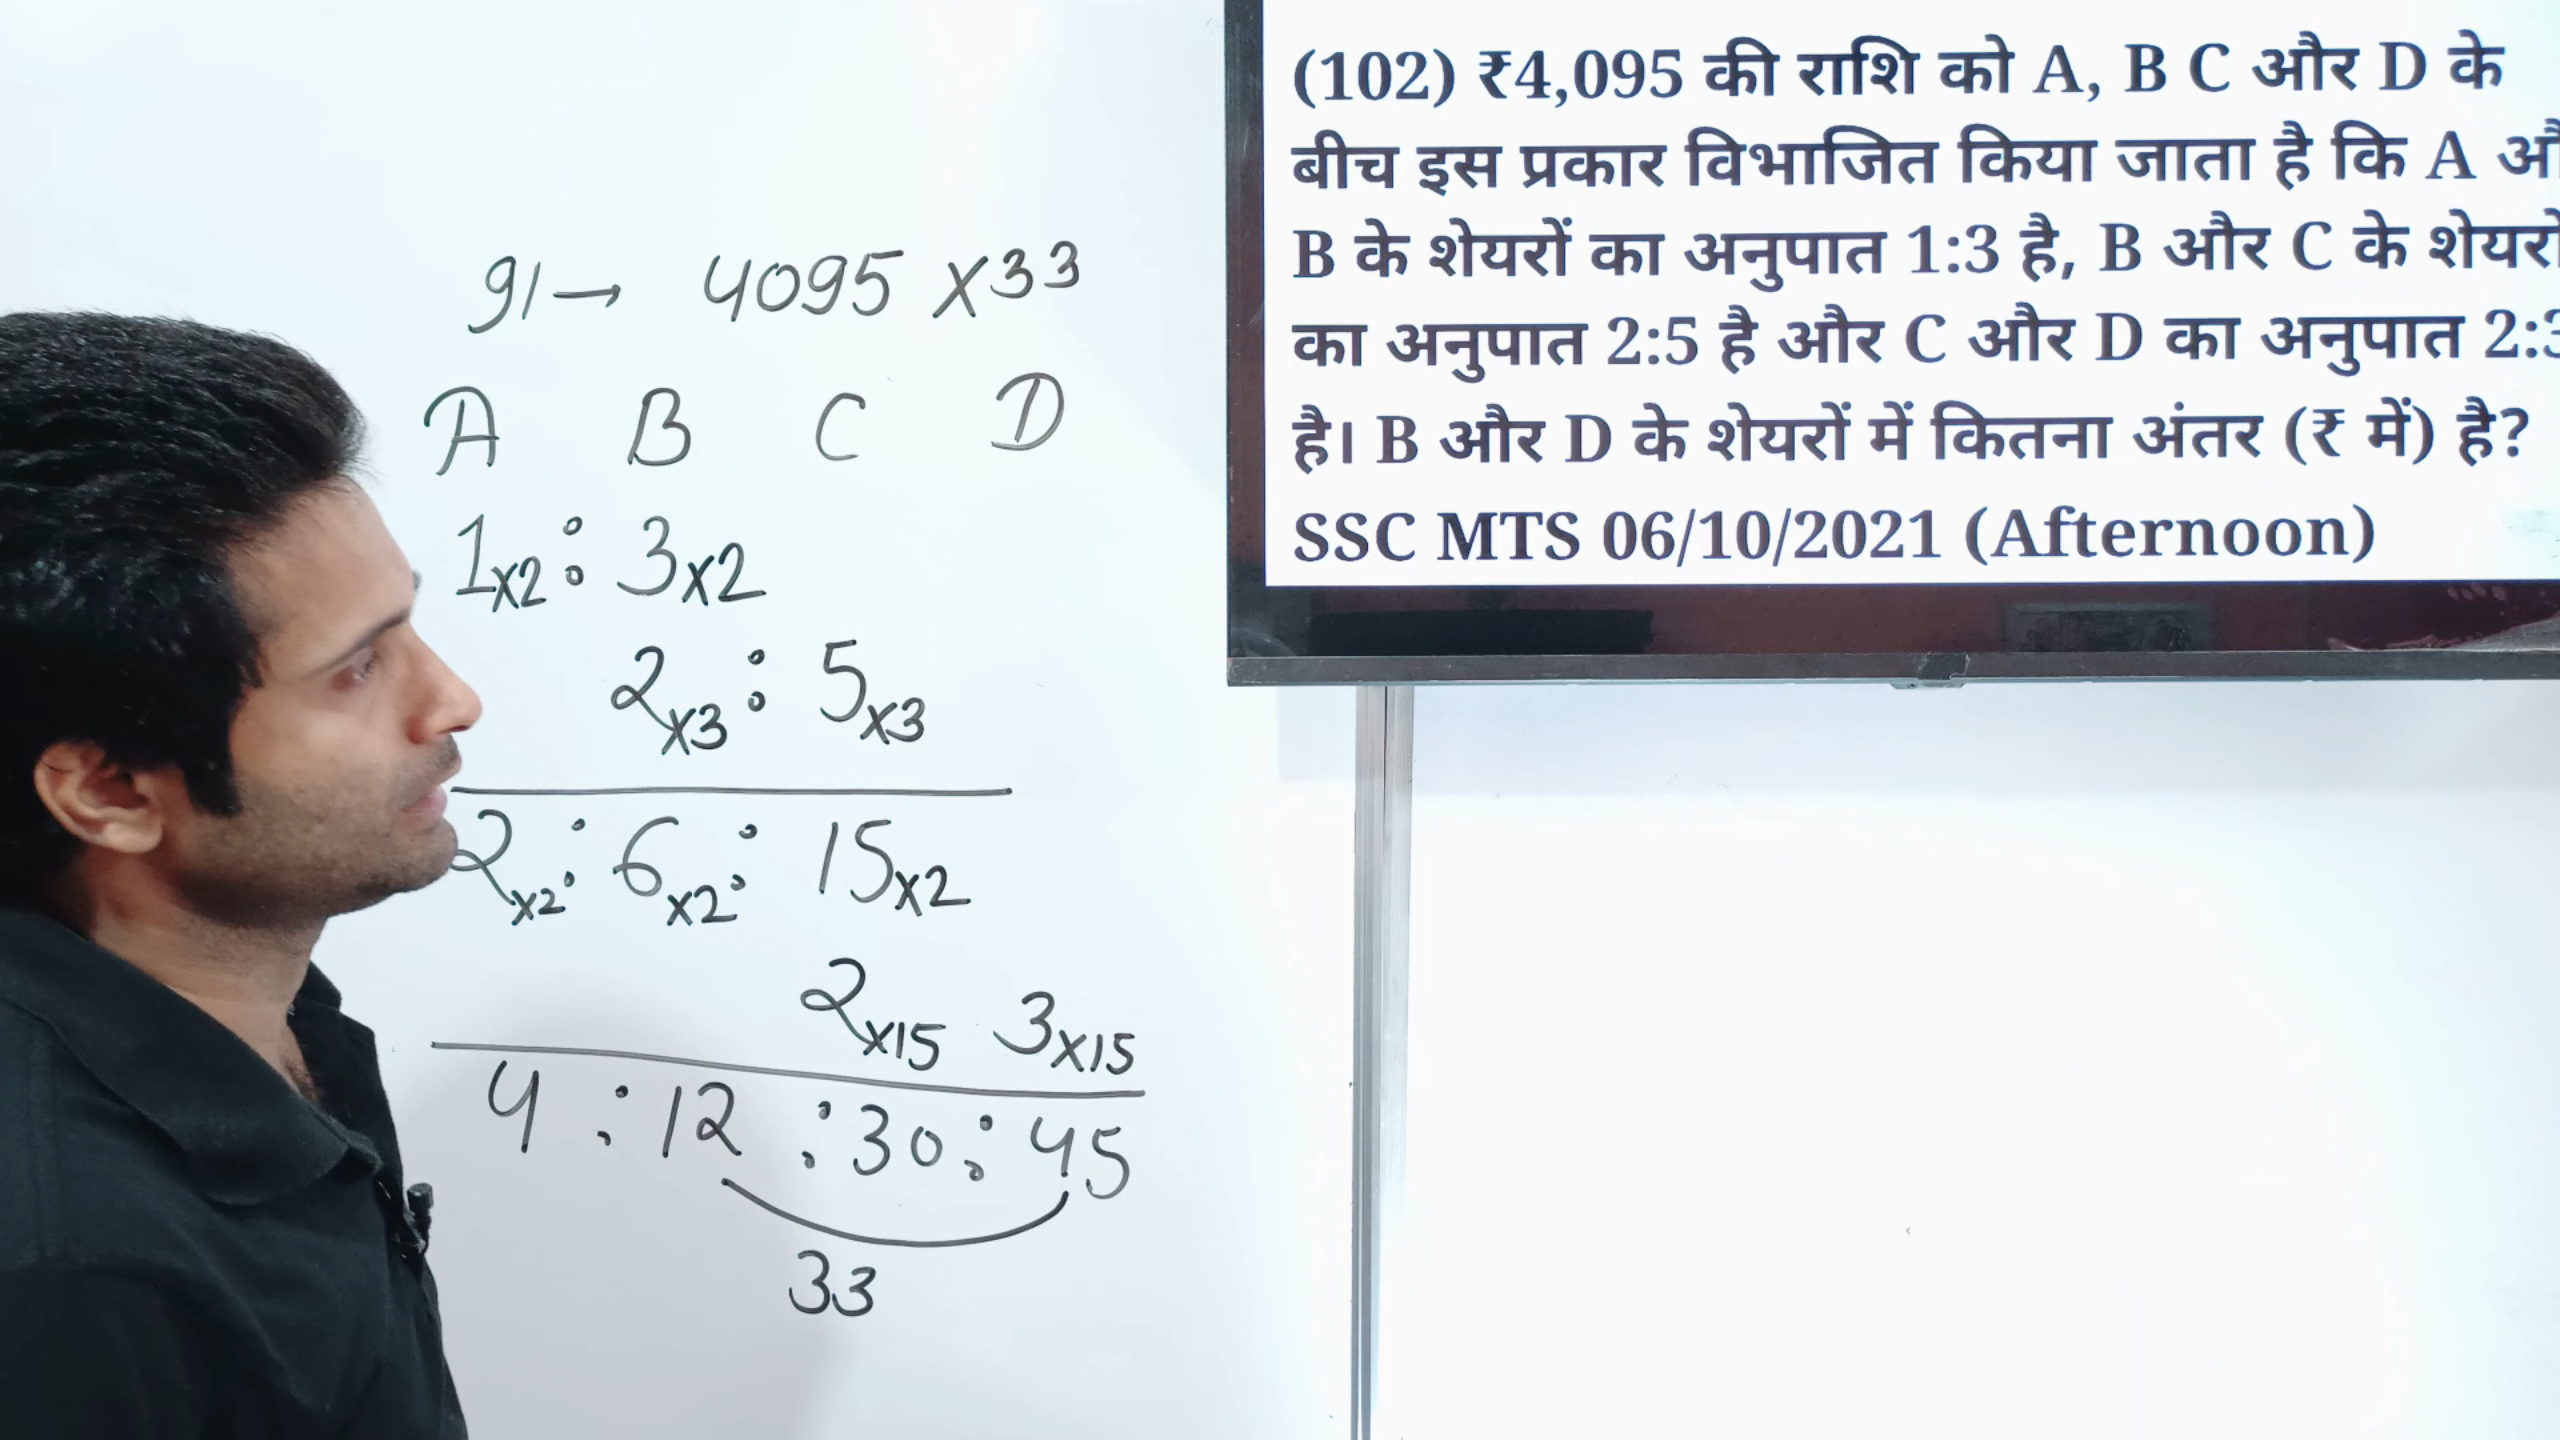 91 → 4095 x33
A B C D
1x2 : 3x2
2x3 : 5x3
2x2 : 6x2 : 15x2
2x15 3x15
4 : 12 : 30 : 45
33
(102) ₹4,095 की राशि को A, B C और D के
बीच इस प्रकार विभाजित किया जाता है कि A
B के शेयरों का अनुपात 1:3 है, B और C के
का अनुपात 2:5 है और C और D का अनुपात 2:3
है। B और D के शेयरों में कितना अंतर (₹ में) है?
SSC MTS 06/10/2021 (Afternoon)